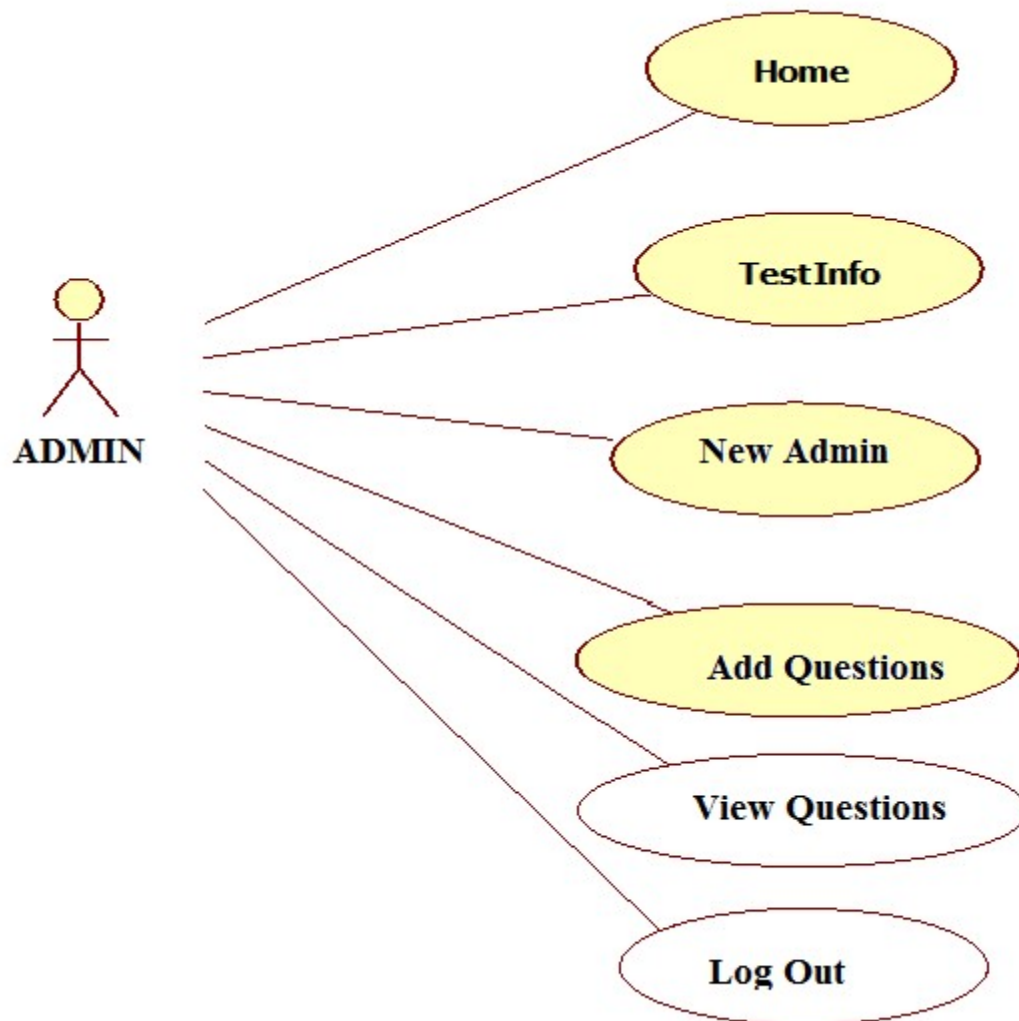 Home
TestInfo
ADMIN
New Admin
Add Questions
View Questions
Log Out